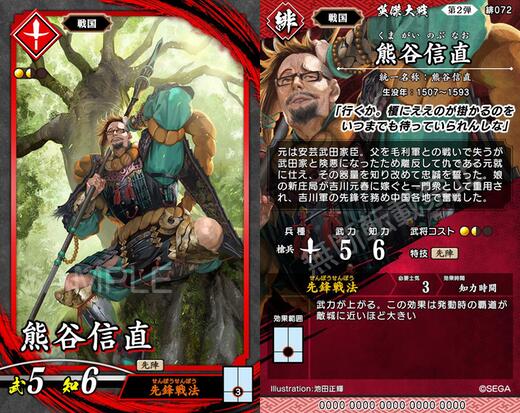 戦国
SAMPLE
熊谷信直
先陣
武5 知6
せんぽうせんぽう
先鋒戦法
3
緋
戦国
英傑大戦
第2弾
緋072
くまがい のぶなお
熊谷信直
統一名称:熊谷信直
生没年:1507~1593
「行くか。懐にええのが掛かるのを
いつまでも待っていられんしな」
元は安芸武田家臣。父を毛利軍との戦いで失うが
武田家と険悪になったため離反して仇である元就
に仕え、その器量を知り改めて忠誠を誓った。娘
の新庄局が吉川元春に嫁ぐと一門衆として重用さ
れ、吉川軍の先鋒を務め中国各地で奮戦した。
兵種 武力 知力 武将コスト
槍兵 5 6 特技 先陣
せんぽうせんぽう 必要士気 効果時間
先鋒戦法 3 知力時間
効果範囲
武力が上がる。この効果は発動時の覇道が
敵城に近いほど大きい
Illustration:池田正輝
©SEGA
0000-0000-0000-0000-0000